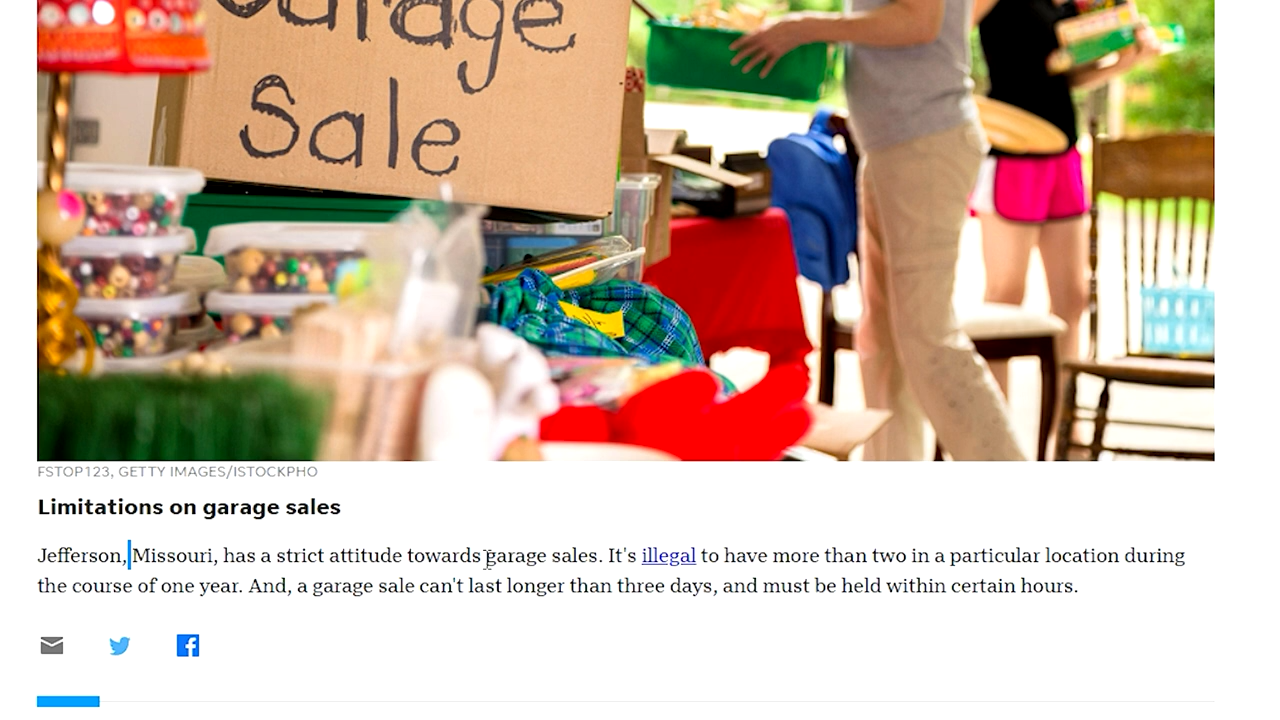 Garage
Sale
FSTOP123, GETTY IMAGES/ISTOCKPHO
Limitations on garage sales
Jefferson, Missouri, has a strict attitude towards garage sales. It's illegal to have more than two in a particular location during
the course of one year. And, a garage sale can't last longer than three days, and must be held within certain hours.